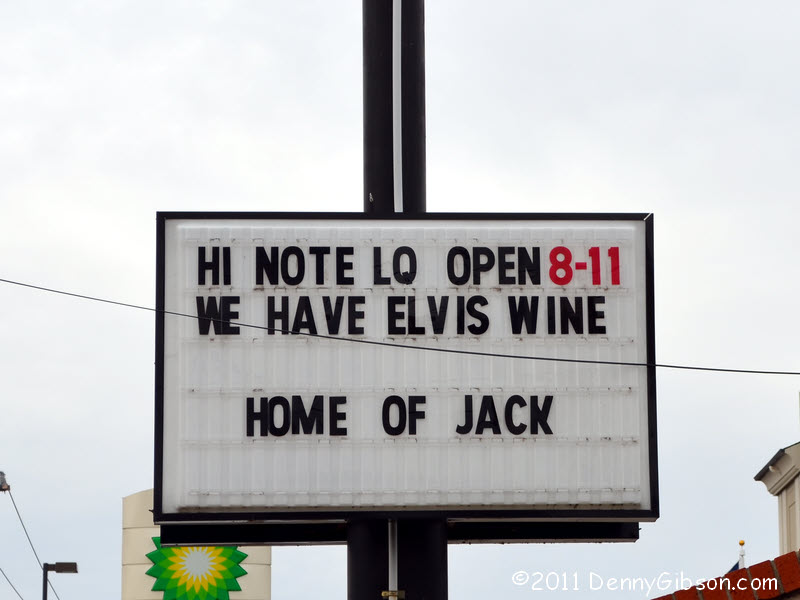 HI NOTE LQ OPEN 8-11
WE HAVE ELVIS WINE
HOME OF JACK
©2011 DennyGibson.com